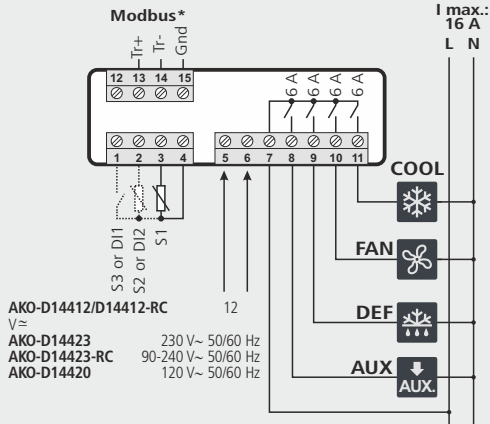 Modbus*
I max.:
16 A
L N
Tr+
Tr-
Gnd
12 13 14 15
6 A 6 A 6 A 6 A
1 2 3 4 5 6 7 8 9 10 11
COOL
S3 or DI1
S2 or DI2
S1
FAN
AKO-D14412/D14412-RC 12
V≂
DEF
AKO-D14423 230 V~ 50/60 Hz
AKO-D14423-RC 90-240 V~ 50/60 Hz
AKO-D14420 120 V~ 50/60 Hz
AUX
AUX.